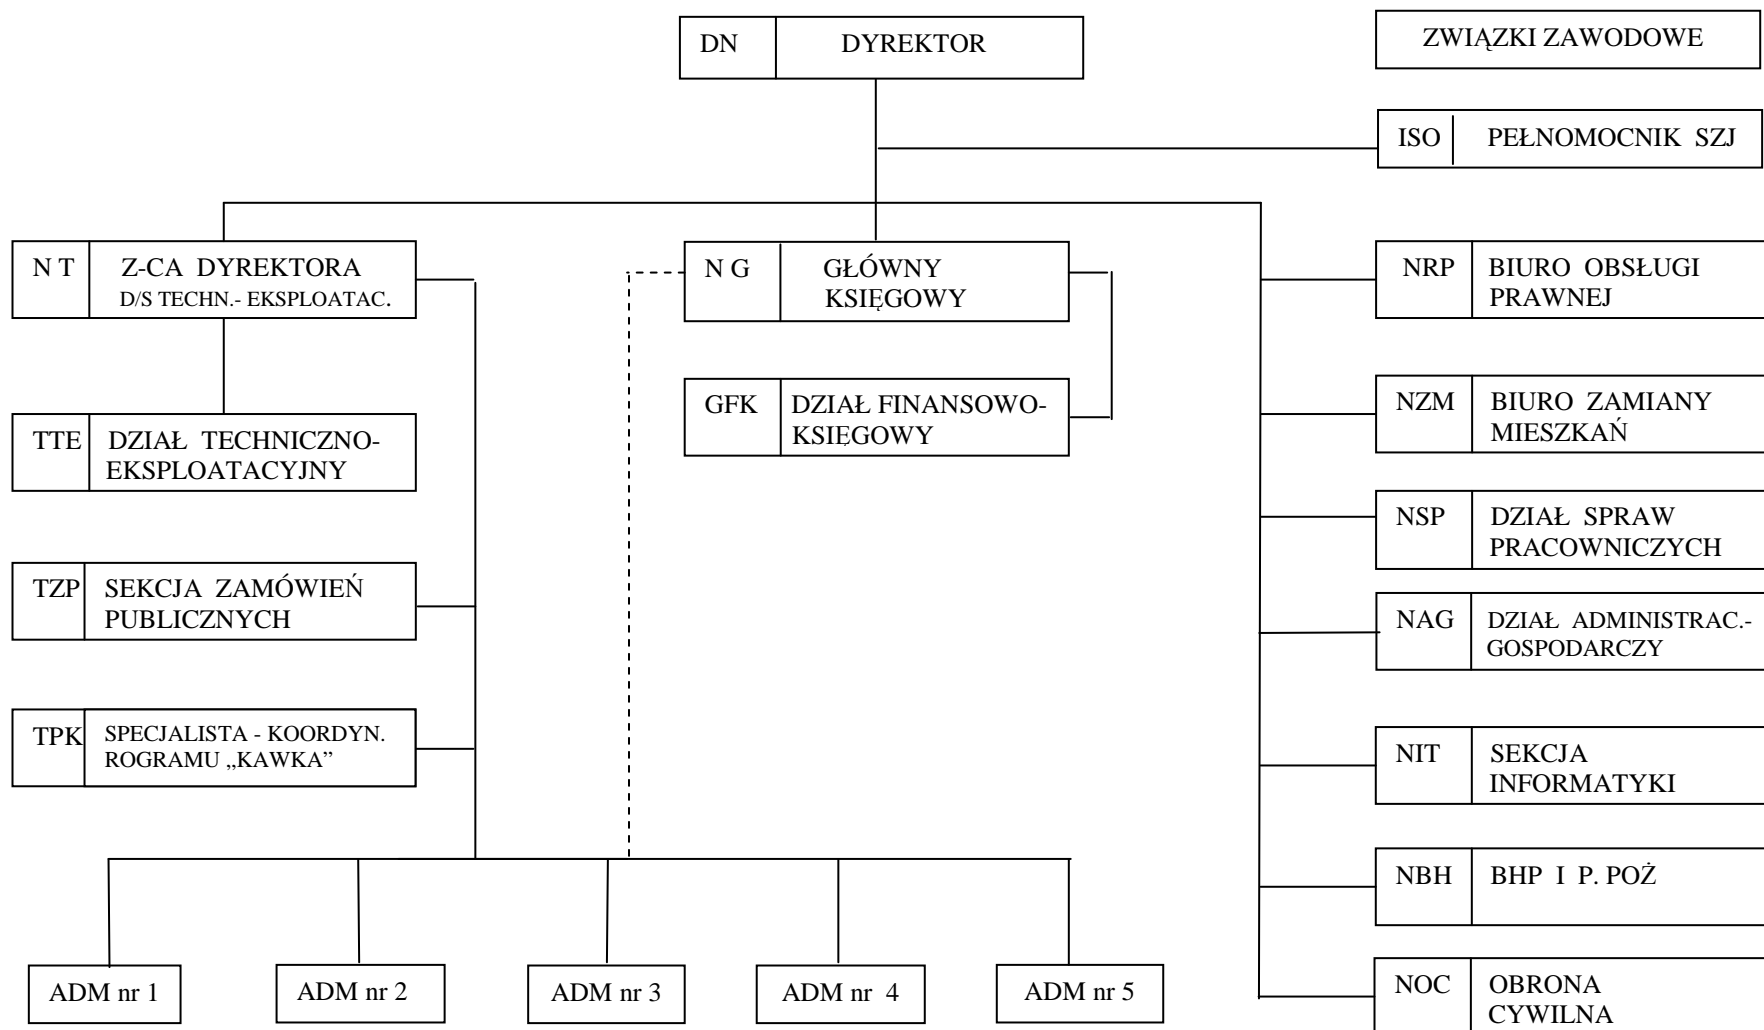 DN DYREKTOR
ZWIĄZKI ZAWODOWE
ISO PEŁNOMOCNIK SZJ
N T Z-CA DYREKTORA
D/S TECHN.- EKSPLOATAC.
N G GŁÓWNY
KSIĘGOWY
NRP BIURO OBSŁUGI
PRAWNEJ
GFK DZIAŁ FINANSOWO-
KSIĘGOWY
NZM BIURO ZAMIANY
MIESZKAŃ
TTE DZIAŁ TECHNICZNO-
EKSPLOATACYJNY
NSP DZIAŁ SPRAW
PRACOWNICZYCH
TZP SEKCJA ZAMÓWIEŃ
PUBLICZNYCH
NAG DZIAŁ ADMINISTRAC.-
GOSPODARCZY
TPK SPECJALISTA - KOORDYN.
ROGRAMU „KAWKA”
NIT SEKCJA
INFORMATYKI
NBH BHP I P. POŻ
ADM nr 1
ADM nr 2
ADM nr 3
ADM nr 4
ADM nr 5
NOC OBRONA
CYWILNA